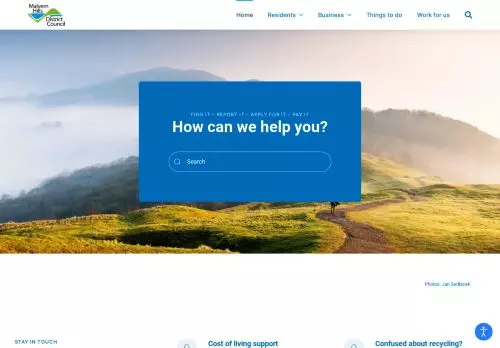 Malvern
Hills
District
Council
Home
Residents
Business
Things to do
Work for us
FIND IT – REPORT IT – APPLY FOR IT – PAY IT
How can we help you?
Search
Photos: Jan Sedlacek
STAY IN TOUCH
Cost of living support
Confused about recycling?